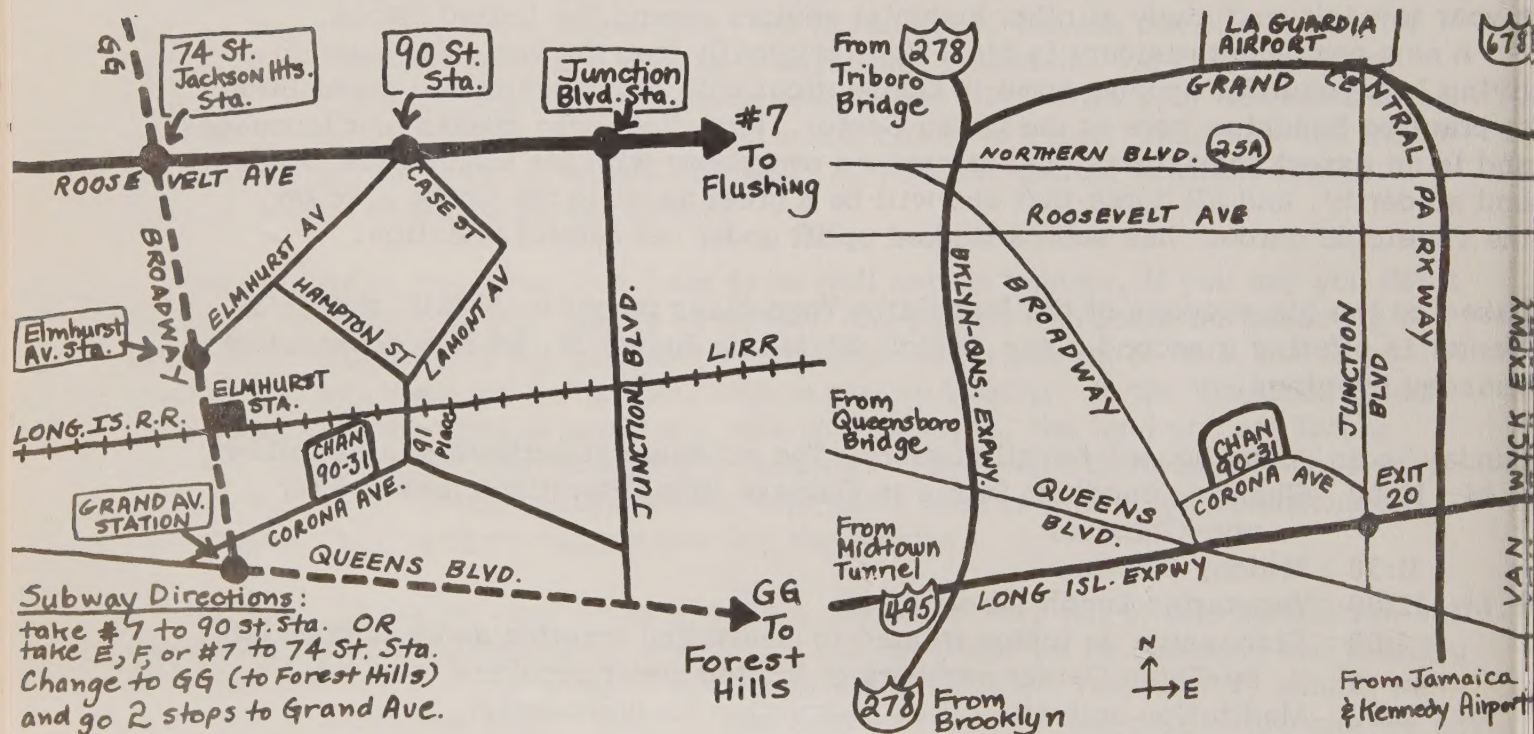 GG
74 St.
Jackson Hts.
Sta.
90 St.
Sta.
Junction
Blvd. Sta.
#7
To
Flushing
ROOSEVELT AVE
BROADWAY
ELMHURST AV
CASE ST
HAMPTON ST
LAMONT AV
JUNCTION BLVD.
Elmhurst
Av. Sta.
ELMHURST
STA.
LIRR
LONG. IS. R.R.
CHAN
90-31
91
Place
GRAND AV.
STATION
CORONA AVE.
QUEENS BLVD.
GG
To
Forest
Hills
Subway Directions:
take #7 to 90 St. Sta. OR
take E, F, or #7 to 74 St. Sta.
Change to GG (to Forest Hills)
and go 2 stops to Grand Ave.
From
Triboro
Bridge
278
LA GUARDIA
AIRPORT
678
GRAND CENTRAL PARKWAY
NORTHERN BLVD. 25A
ROOSEVELT AVE
BKLYN-QNS. EXPWY.
BROADWAY
JUNCTION
BLVD
VAN WYCK EXPWY
From
Queensboro
Bridge
CHAN
90-31
CORONA AVE
EXIT
20
QUEENS
BLVD.
From
Midtown
Tunnel
495
LONG ISL. EXPWY
278
From
Brooklyn
N
E
From Jamaica
& Kennedy Airport